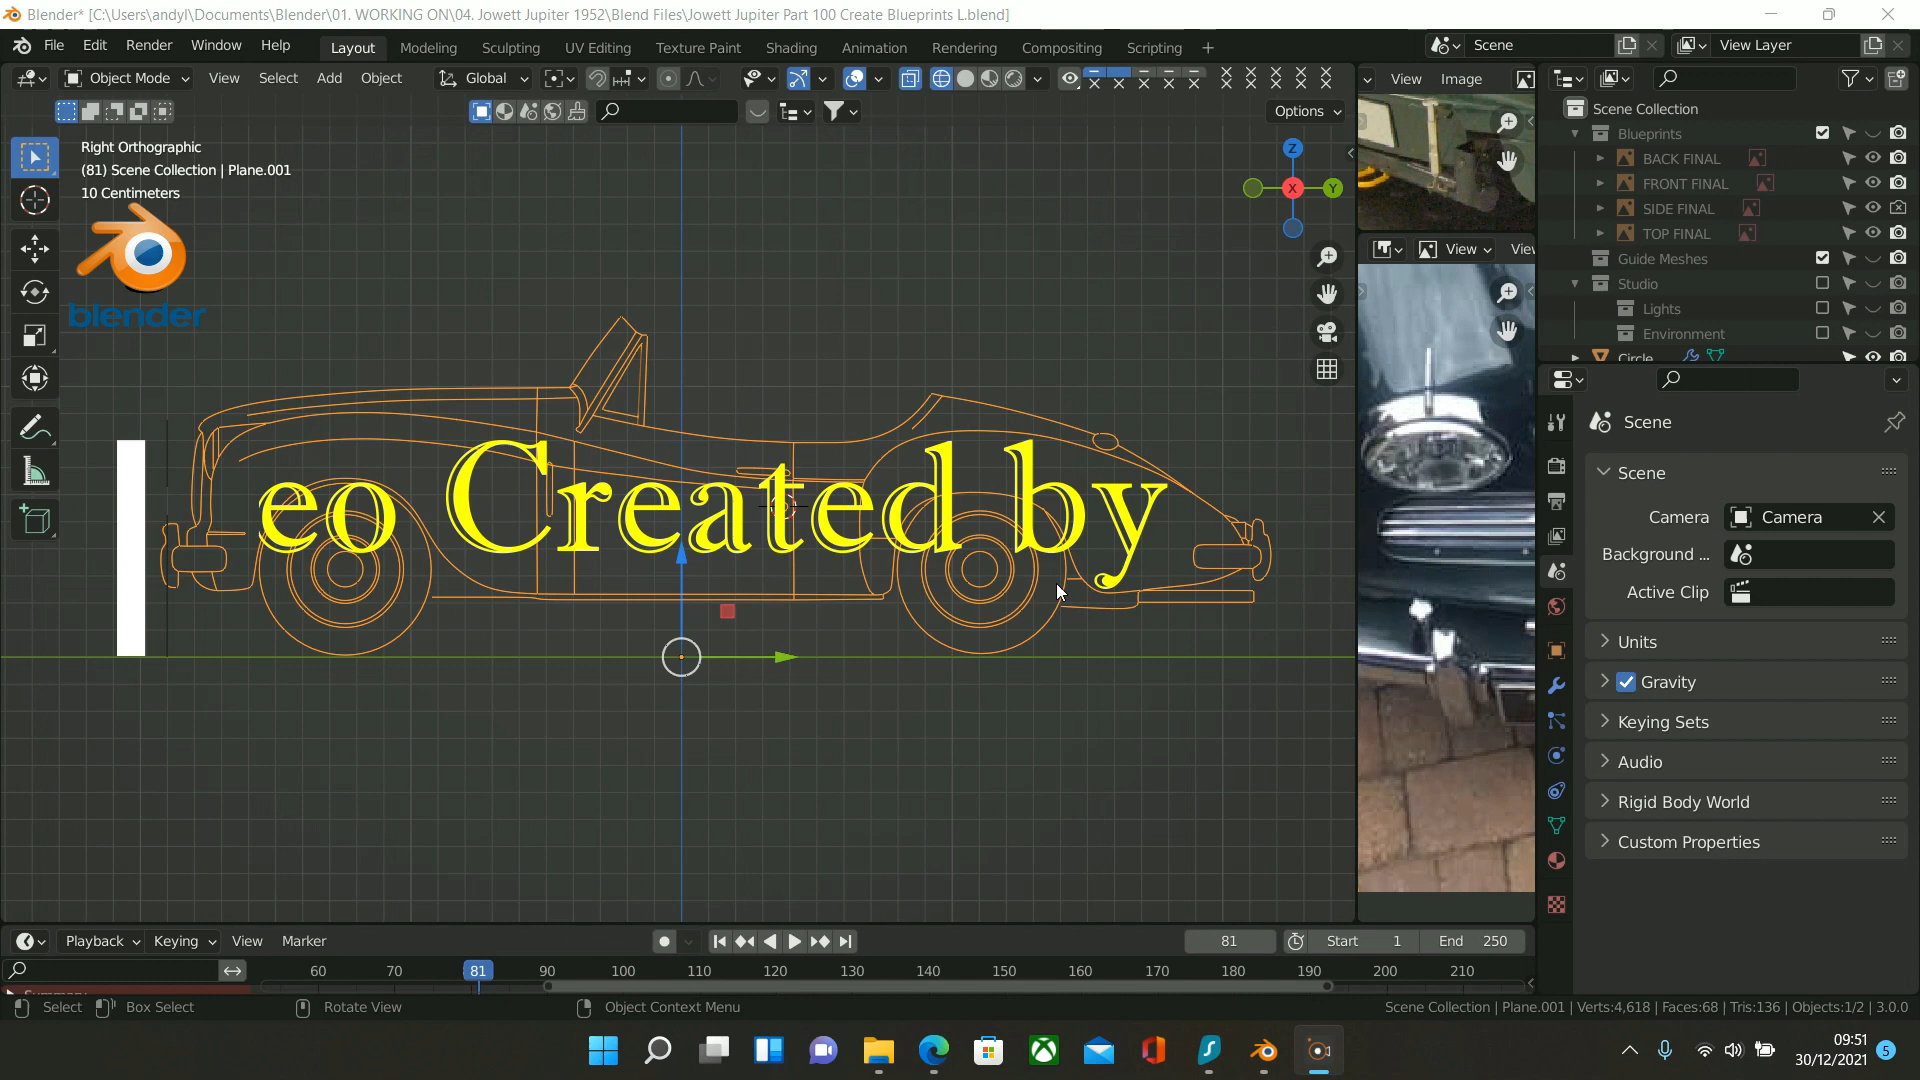 Blender* [C:\Users\andyl\Documents\Blender\01. WORKING ON\04. Jowett Jupiter 1952\Blend Files\Jowett Jupiter Part 100 Create Blueprints L.blend]
File Edit Render Window Help Layout Modeling Sculpting UV Editing Texture Paint Shading Animation Rendering Compositing Scripting + Scene View Layer
Object Mode View Select Add Object Global View Image
Options
Right Orthographic
(81) Scene Collection | Plane.001
10 Centimeters
blender
Z
X Y
eo Created by
View
Scene Collection
Blueprints
BACK FINAL
FRONT FINAL
SIDE FINAL
TOP FINAL
Guide Meshes
Studio
Lights
Environment
Circle
Scene
Scene
Camera Camera
Background ...
Active Clip
Units
Gravity
Keying Sets
Audio
Rigid Body World
Custom Properties
Playback Keying View Marker 81 Start 1 End 250
60 70 81 90 100 110 120 130 140 150 160 170 180 190 200 210
Select Box Select Rotate View Object Context Menu Scene Collection | Plane.001 | Verts:4,618 | Faces:68 | Tris:136 | Objects:1/2 | 3.0.0
09:51
30/12/2021 5